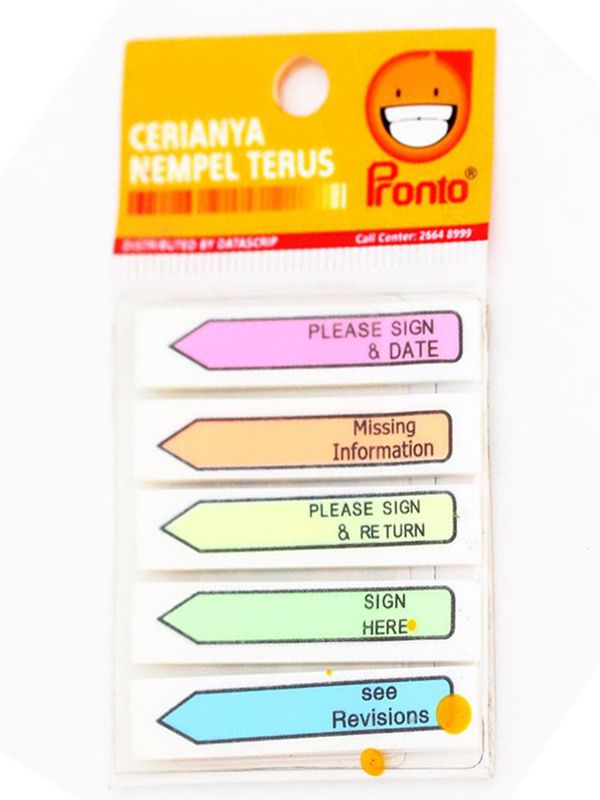 CERIANYA
NEMPEL TERUS
Pronto®
DISTRIBUTED BY DATASCRIP
Call Center: 2664 8999
PLEASE SIGN
& DATE
Missing
Information
PLEASE SIGN
& RETURN
SIGN
HERE
see
Revisions